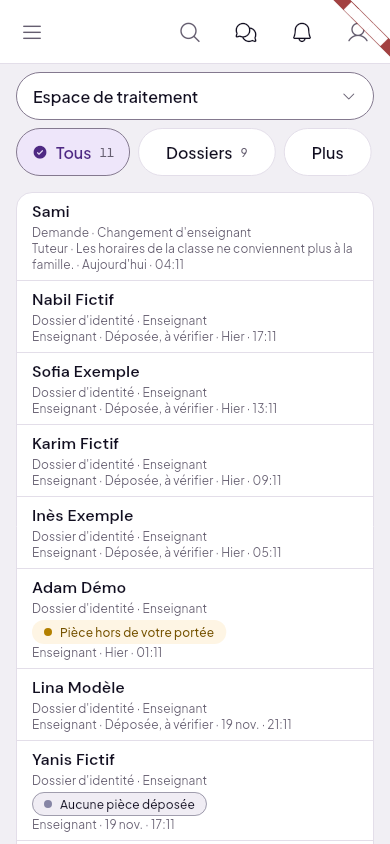 Espace de traitement
Tous 11
Dossiers 9
Plus
Sami
Demande · Changement d'enseignant
Tuteur · Les horaires de la classe ne conviennent plus à la
famille. · Aujourd'hui · 04:11
Nabil Fictif
Dossier d'identité · Enseignant
Enseignant · Déposée, à vérifier · Hier · 17:11
Sofia Exemple
Dossier d'identité · Enseignant
Enseignant · Déposée, à vérifier · Hier · 13:11
Karim Fictif
Dossier d'identité · Enseignant
Enseignant · Déposée, à vérifier · Hier · 09:11
Inès Exemple
Dossier d'identité · Enseignant
Enseignant · Déposée, à vérifier · Hier · 05:11
Adam Démo
Dossier d'identité · Enseignant
Pièce hors de votre portée
Enseignant · Hier · 01:11
Lina Modèle
Dossier d'identité · Enseignant
Enseignant · Déposée, à vérifier · 19 nov. · 21:11
Yanis Fictif
Dossier d'identité · Enseignant
Aucune pièce déposée
Enseignant · 19 nov. · 17:11